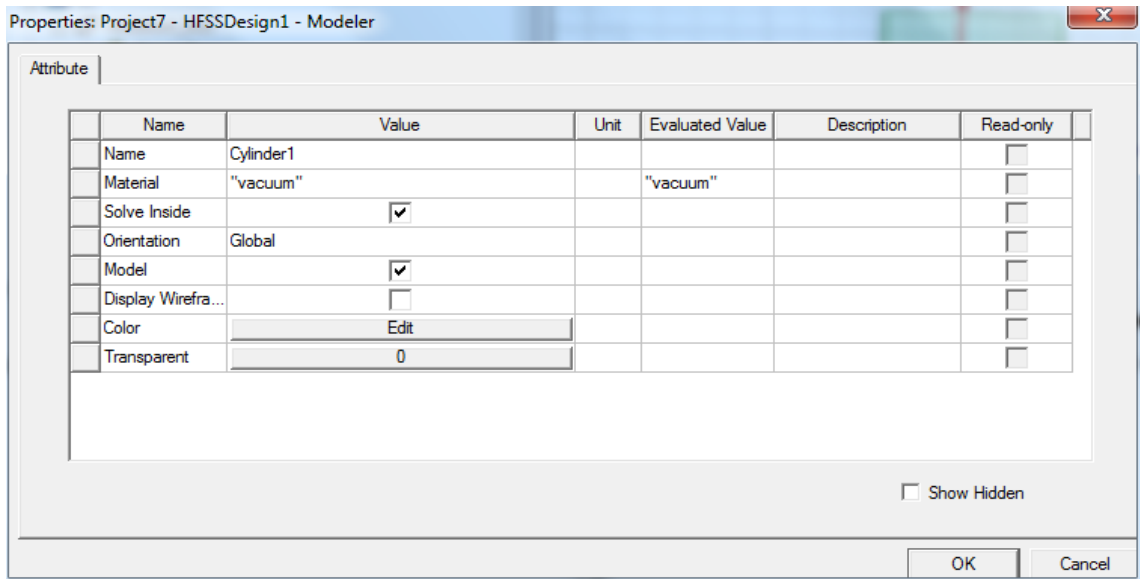 Properties: Project7 - HFSSDesign1 - Modeler
x
Attribute
Name Value Unit Evaluated Value Description Read-only
Name Cylinder1
Material "vacuum" "vacuum"
Solve Inside
Orientation Global
Model
Display Wirefra...
Color Edit
Transparent 0
Show Hidden
OK Cancel